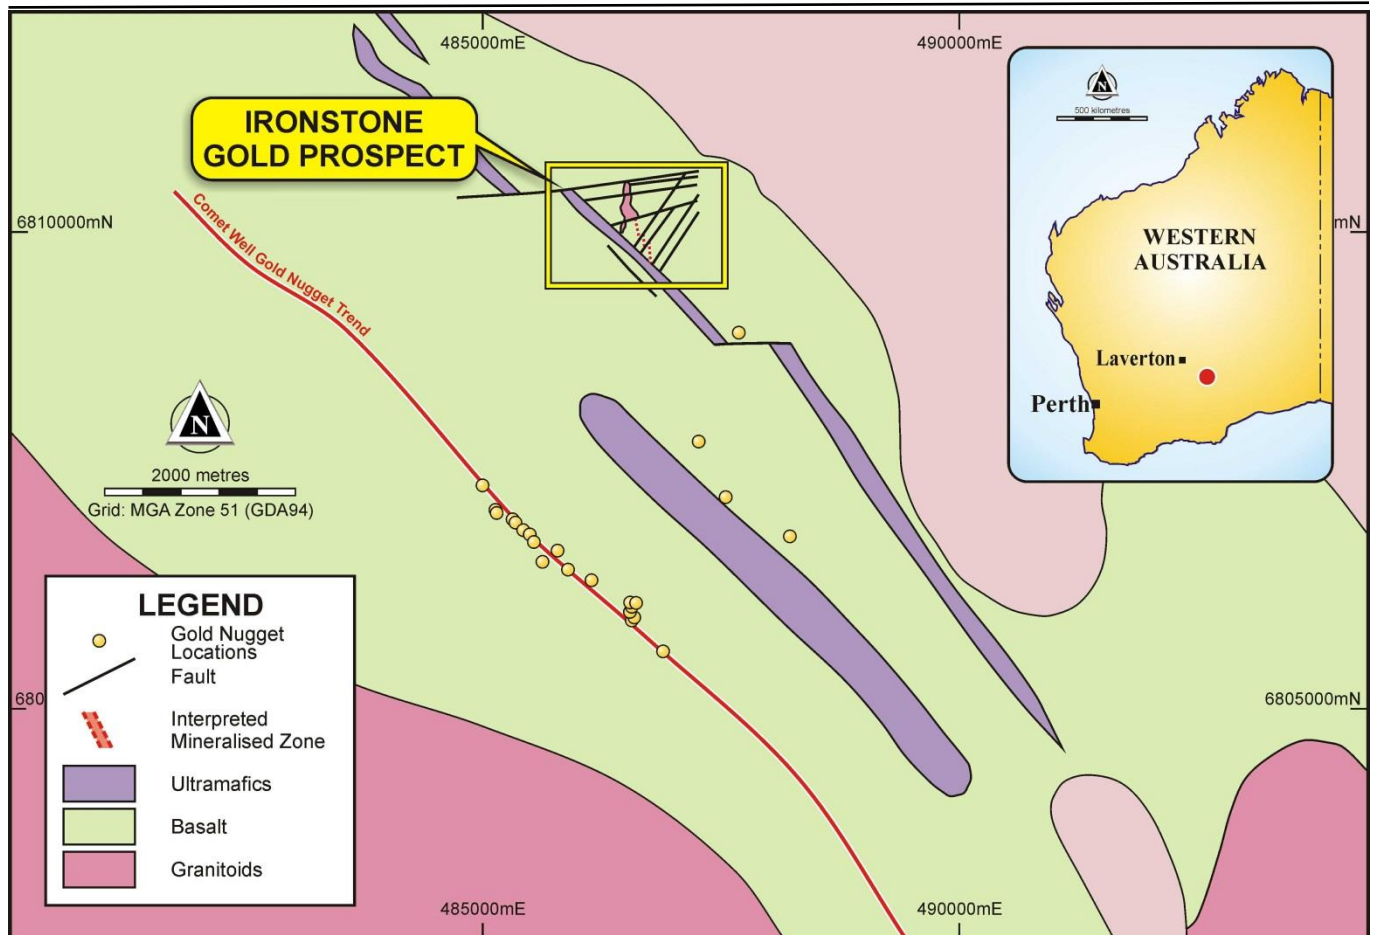 485000mE
490000mE
IRONSTONE
GOLD PROSPECT
N
500 kilometres
WESTERN
AUSTRALIA
Laverton
Perth
6810000mN
mN
Comet Well Gold Nugget Trend
N
2000 metres
Grid: MGA Zone 51 (GDA94)
LEGEND
Gold Nugget
Locations
Fault
Interpreted
Mineralised Zone
Ultramafics
Basalt
Granitoids
680
6805000mN
485000mE
490000mE